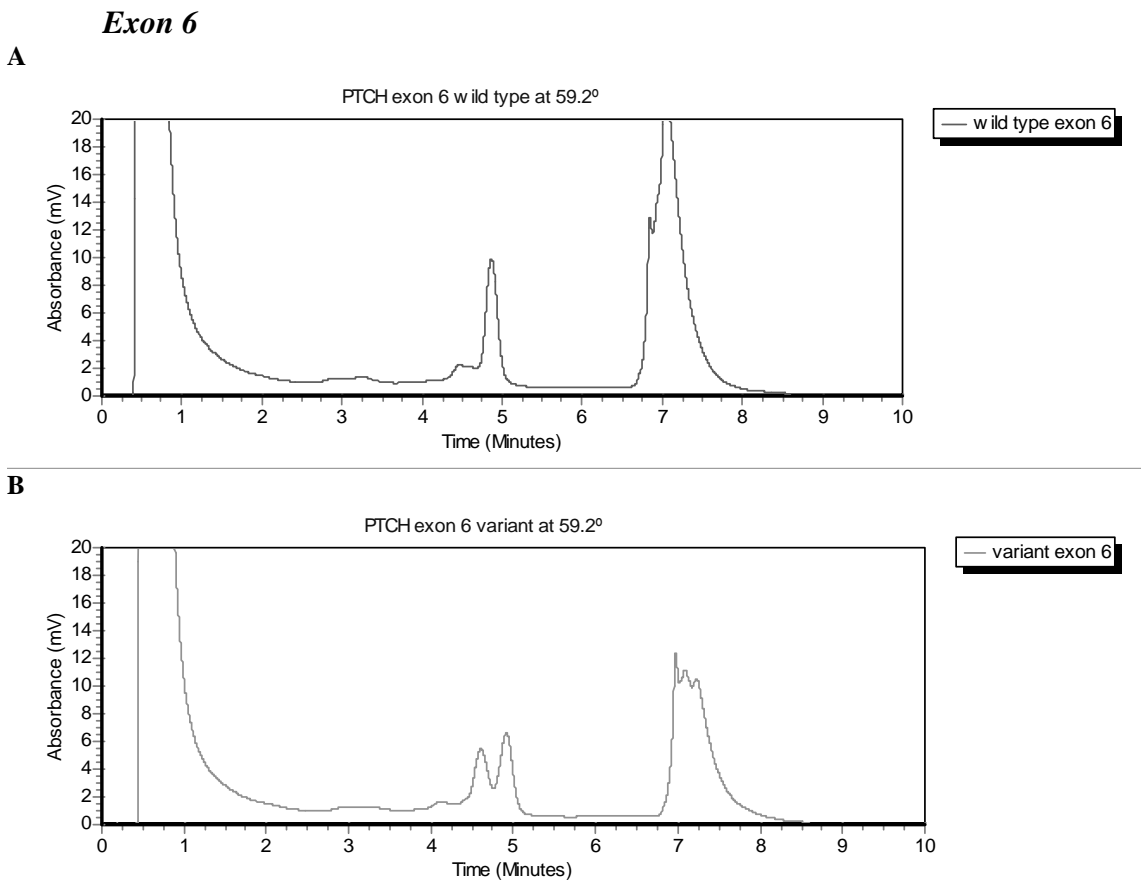 Exon 6
A
PTCH exon 6 wild type at 59.2º
20
18
16
14
12
10
8
6
4
2
0
Absorbance (mV)
0 1 2 3 4 5 6 7 8 9 10
Time (Minutes)
wild type exon 6
B
PTCH exon 6 variant at 59.2º
20
18
16
14
12
10
8
6
4
2
0
Absorbance (mV)
0 1 2 3 4 5 6 7 8 9 10
Time (Minutes)
variant exon 6